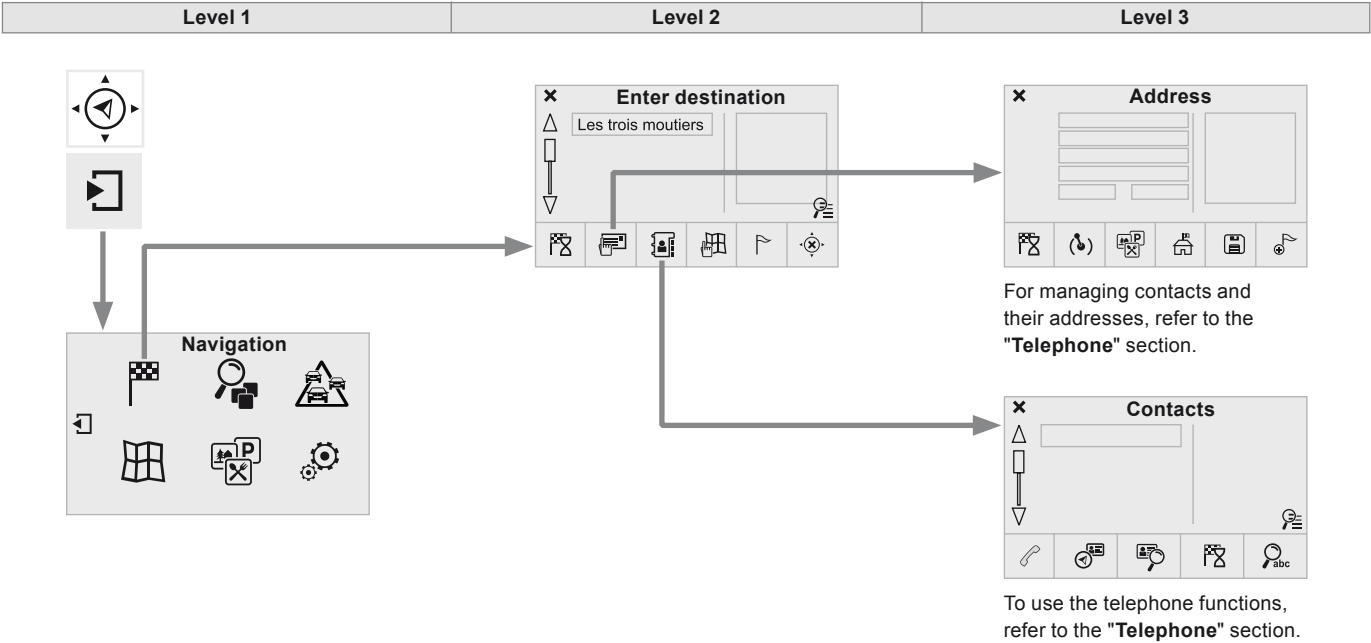 Level 1
Level 2
Level 3
Enter destination
Les trois moutiers
Address
For managing contacts and
their addresses, refer to the
"Telephone" section.
Navigation
P
P
Contacts
abc
To use the telephone functions,
refer to the "Telephone" section.